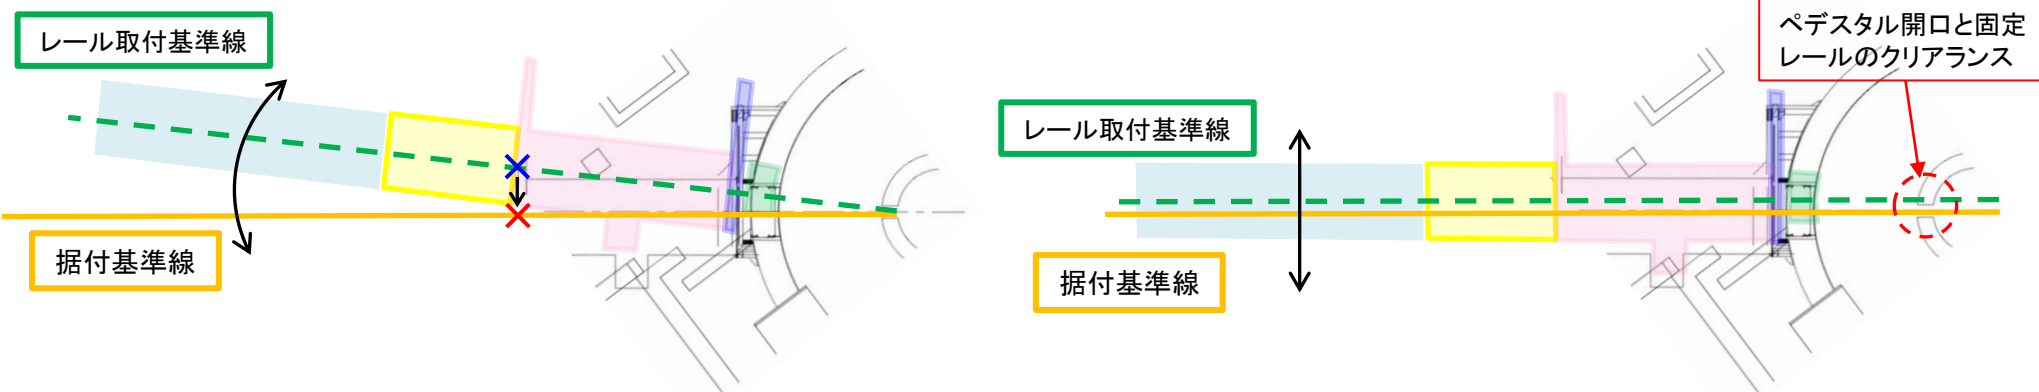 レール取付基準線
据付基準線
レール取付基準線
据付基準線
ペデスタル開口と固定
レールのクリアランス